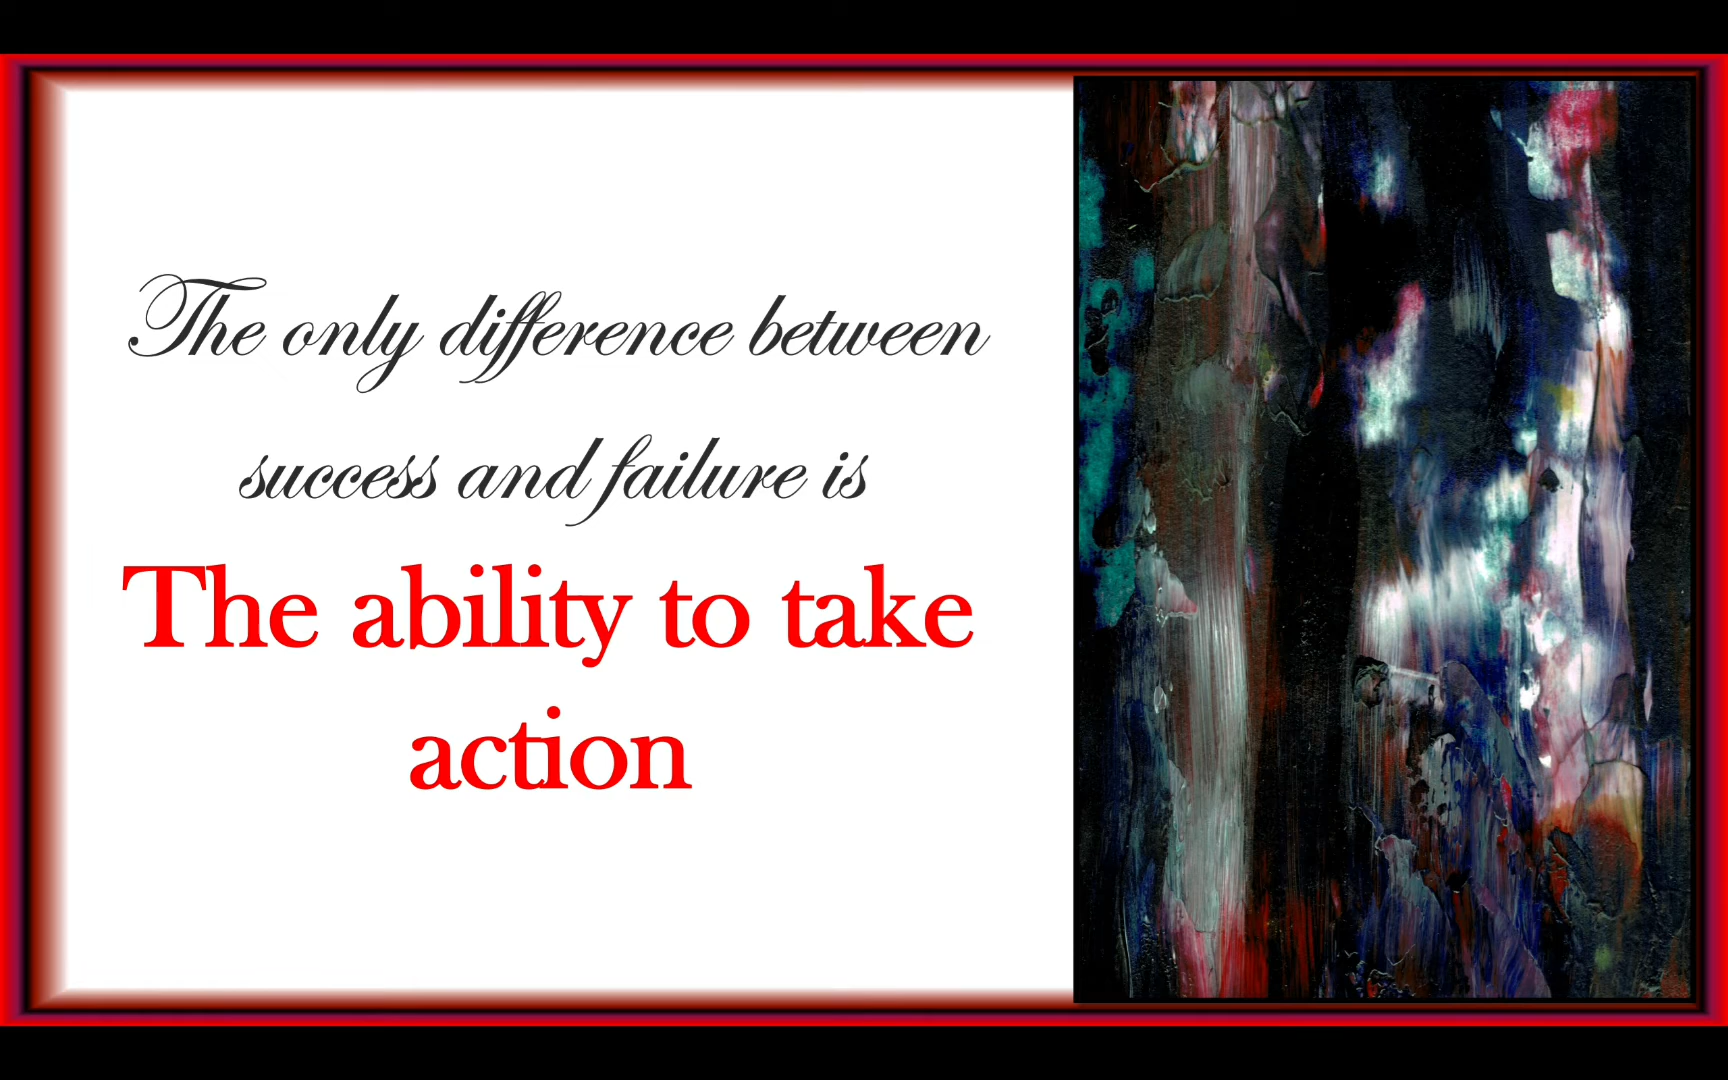 The only difference between
success and failure is
The ability to take
action